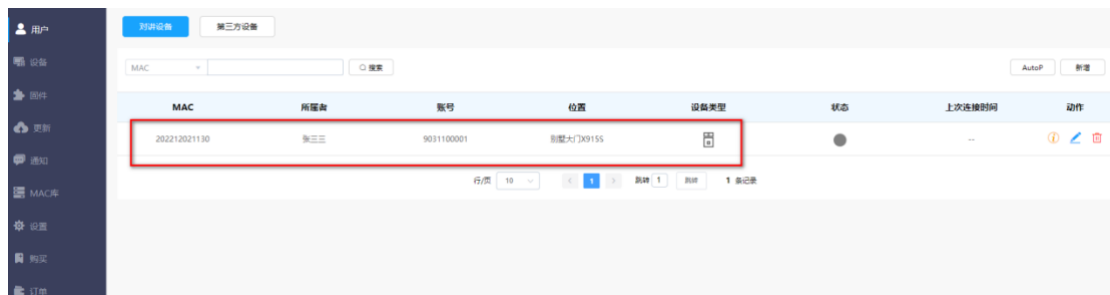 用户
设备
固件
更新
通知
MAC库
设置
购买
订单
对讲设备 第三方设备
MAC 搜索 AutoP 新增
MAC 所属者 账号 位置 设备类型 状态 上次连接时间 动作
202212021130 张三三 9031100001 别墅大门X915S --
行/页 10 < 1 > 跳转 1 跳转 1 条记录